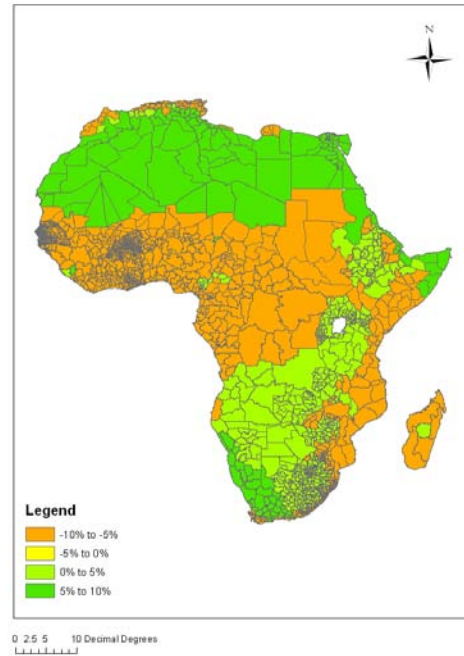 N
Legend
-10% to -5%
-5% to 0%
0% to 5%
5% to 10%
0 2.5 5 10 Decimal Degrees